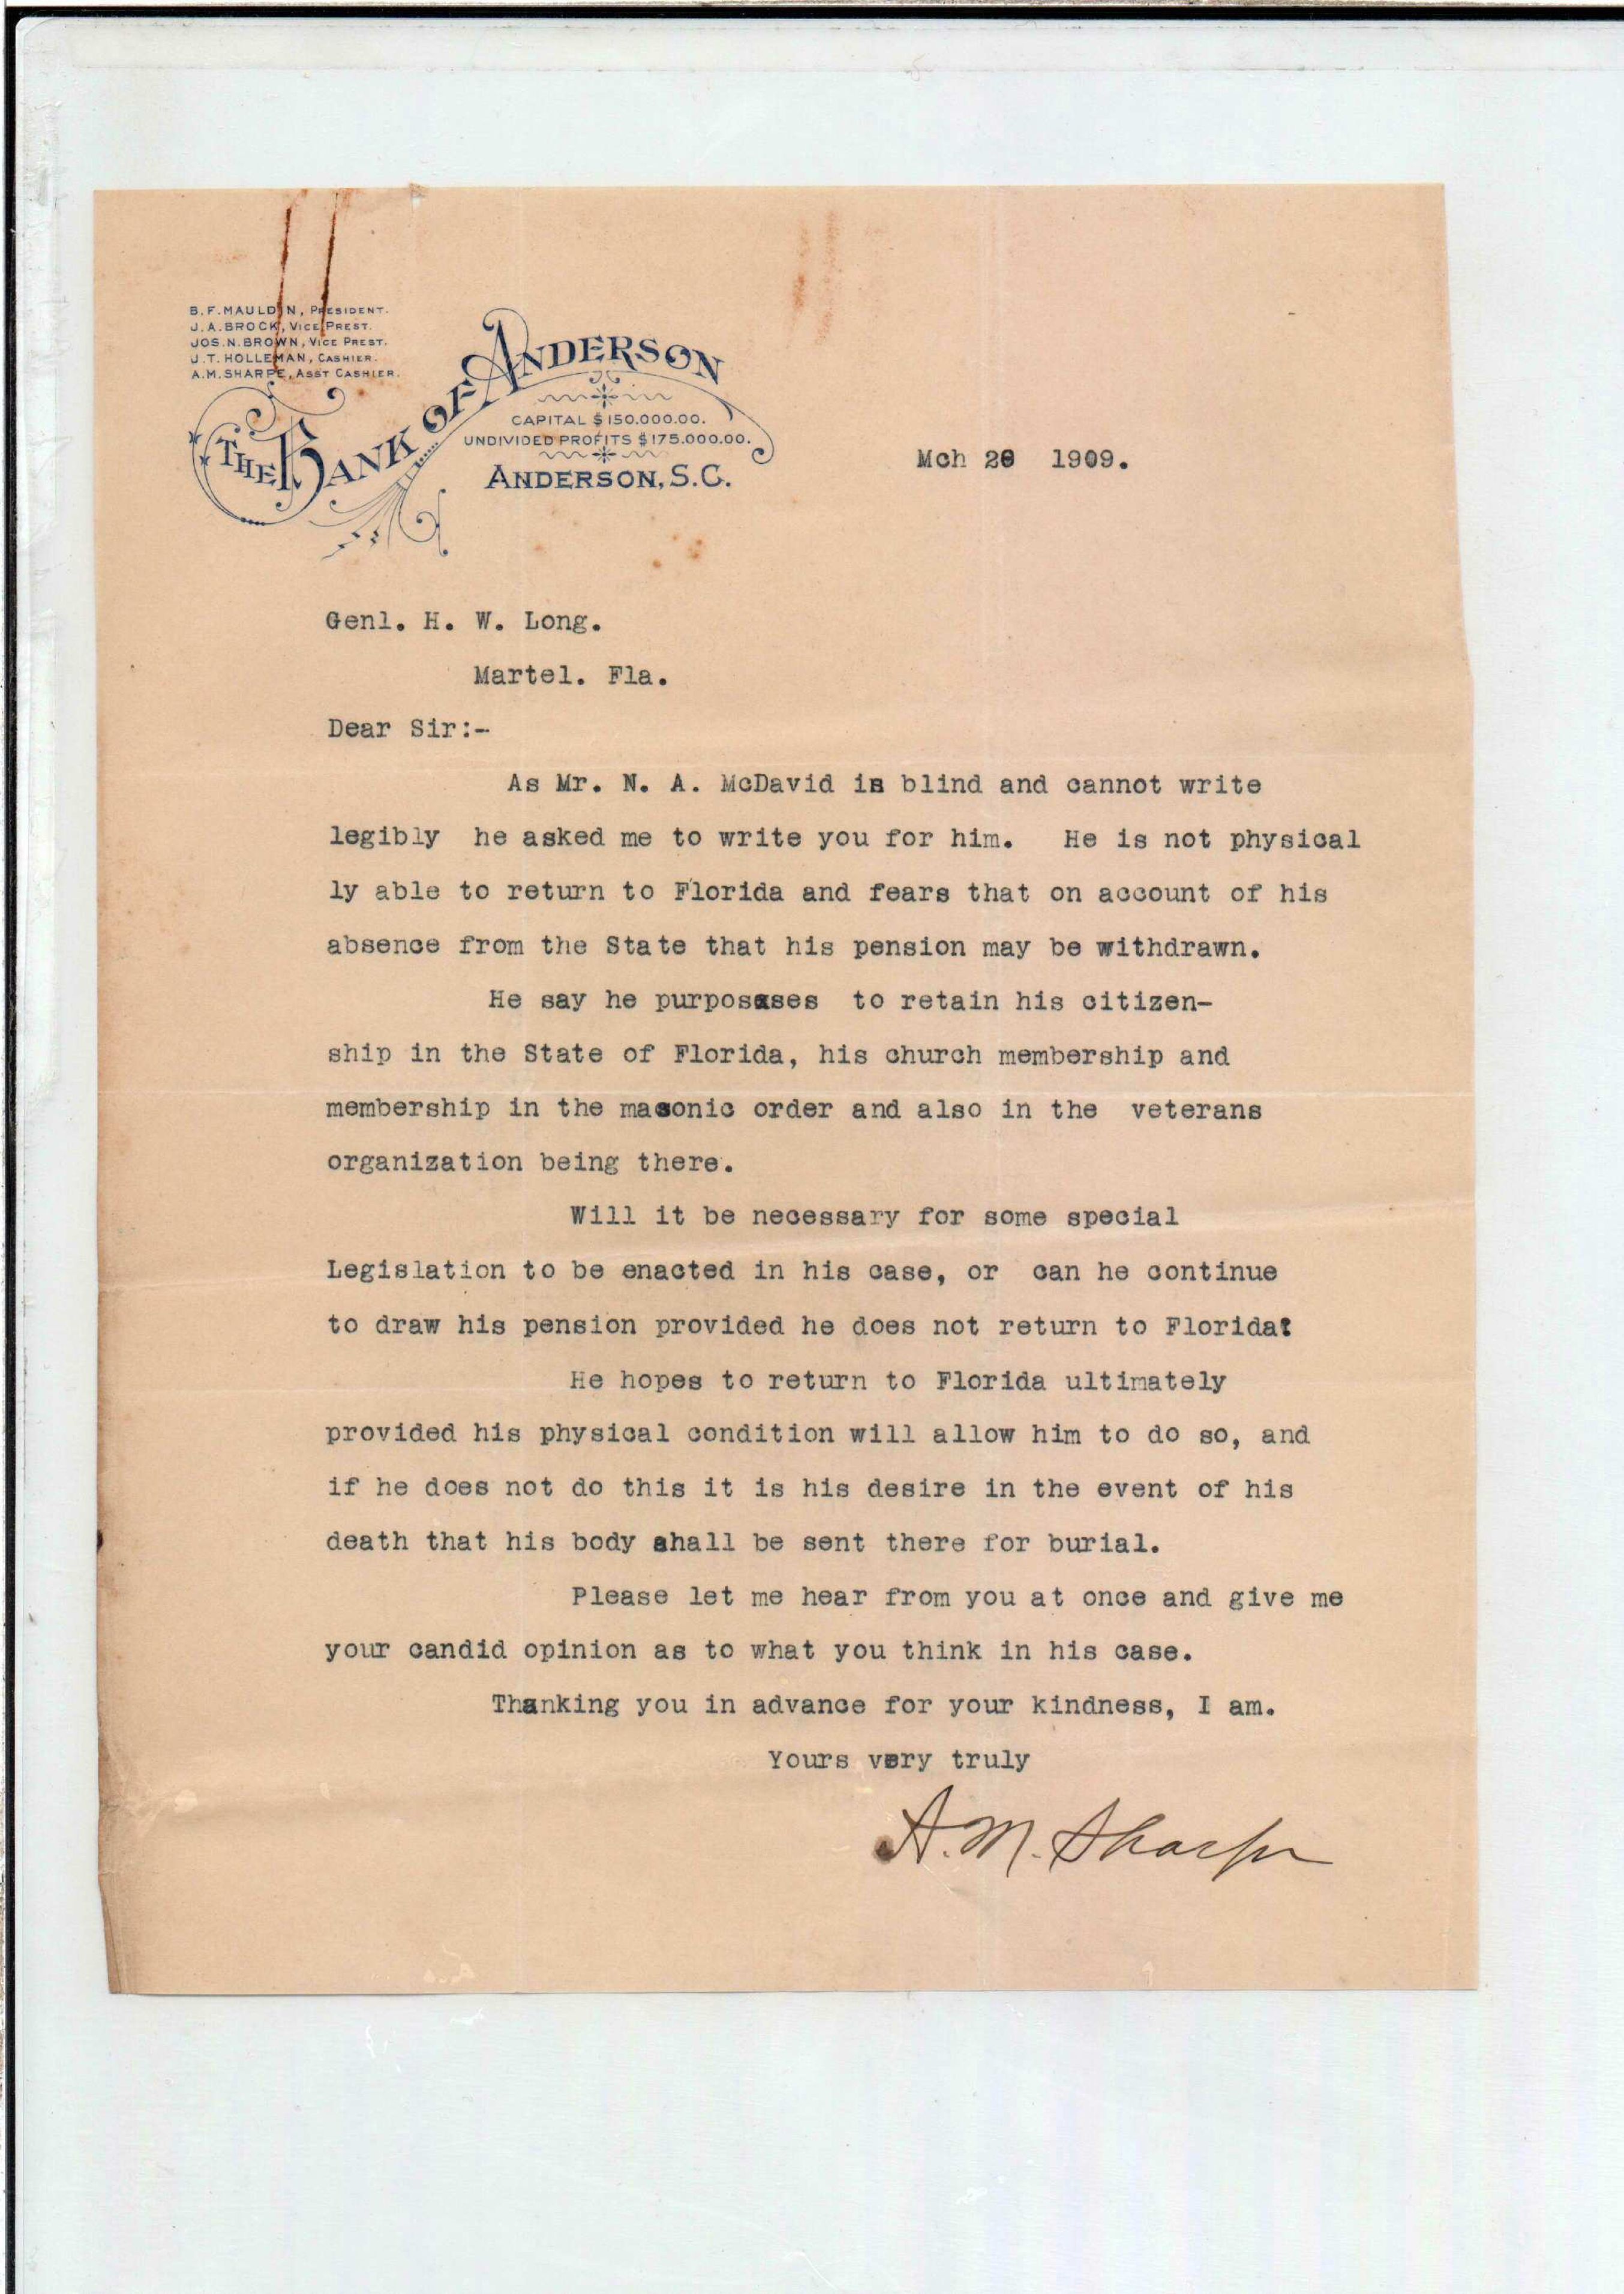 B.F. MAULDIN, PRESIDENT.
J.A. BROCK, VICE PREST.
JOS. N. BROWN, VICE PREST.
J.T. HOLLEMAN, CASHIER.
A.M. SHARPE, ASST CASHIER.
THE BANK OF ANDERSON
CAPITAL $150.000.00.
UNDIVIDED PROFITS $175.000.00.
ANDERSON, S.C.
Mch 1909.
Genl. H. W. Long.
Martel. Fla.
Dear Sir:-
As Mr. N. A. McDavid is blind and cannot write
legibly he asked me to write you for him. He is not physical
ly able to return to Florida and fears that on account of his
absence from the State that his pension may be withdrawn.
He say he purposases to retain his citizen-
ship in the State of Florida, his church membership and
membership in the masonic order and also in the veterans
organization being there.
Will it be necessary for some special
Legislation to be enacted in his case, or can he continue
to draw his pension provided he does not return to Florida?
He hopes to return to Florida ultimately
provided his physical condition will allow him to do so, and
if he does not do this it is his desire in the event of his
death that his body shall be sent there for burial.
Please let me hear from you at once and give me
your candid opinion as to what you think in his case.
Thanking you in advance for your kindness, I am.
Yours very truly
A. M. Sharpe